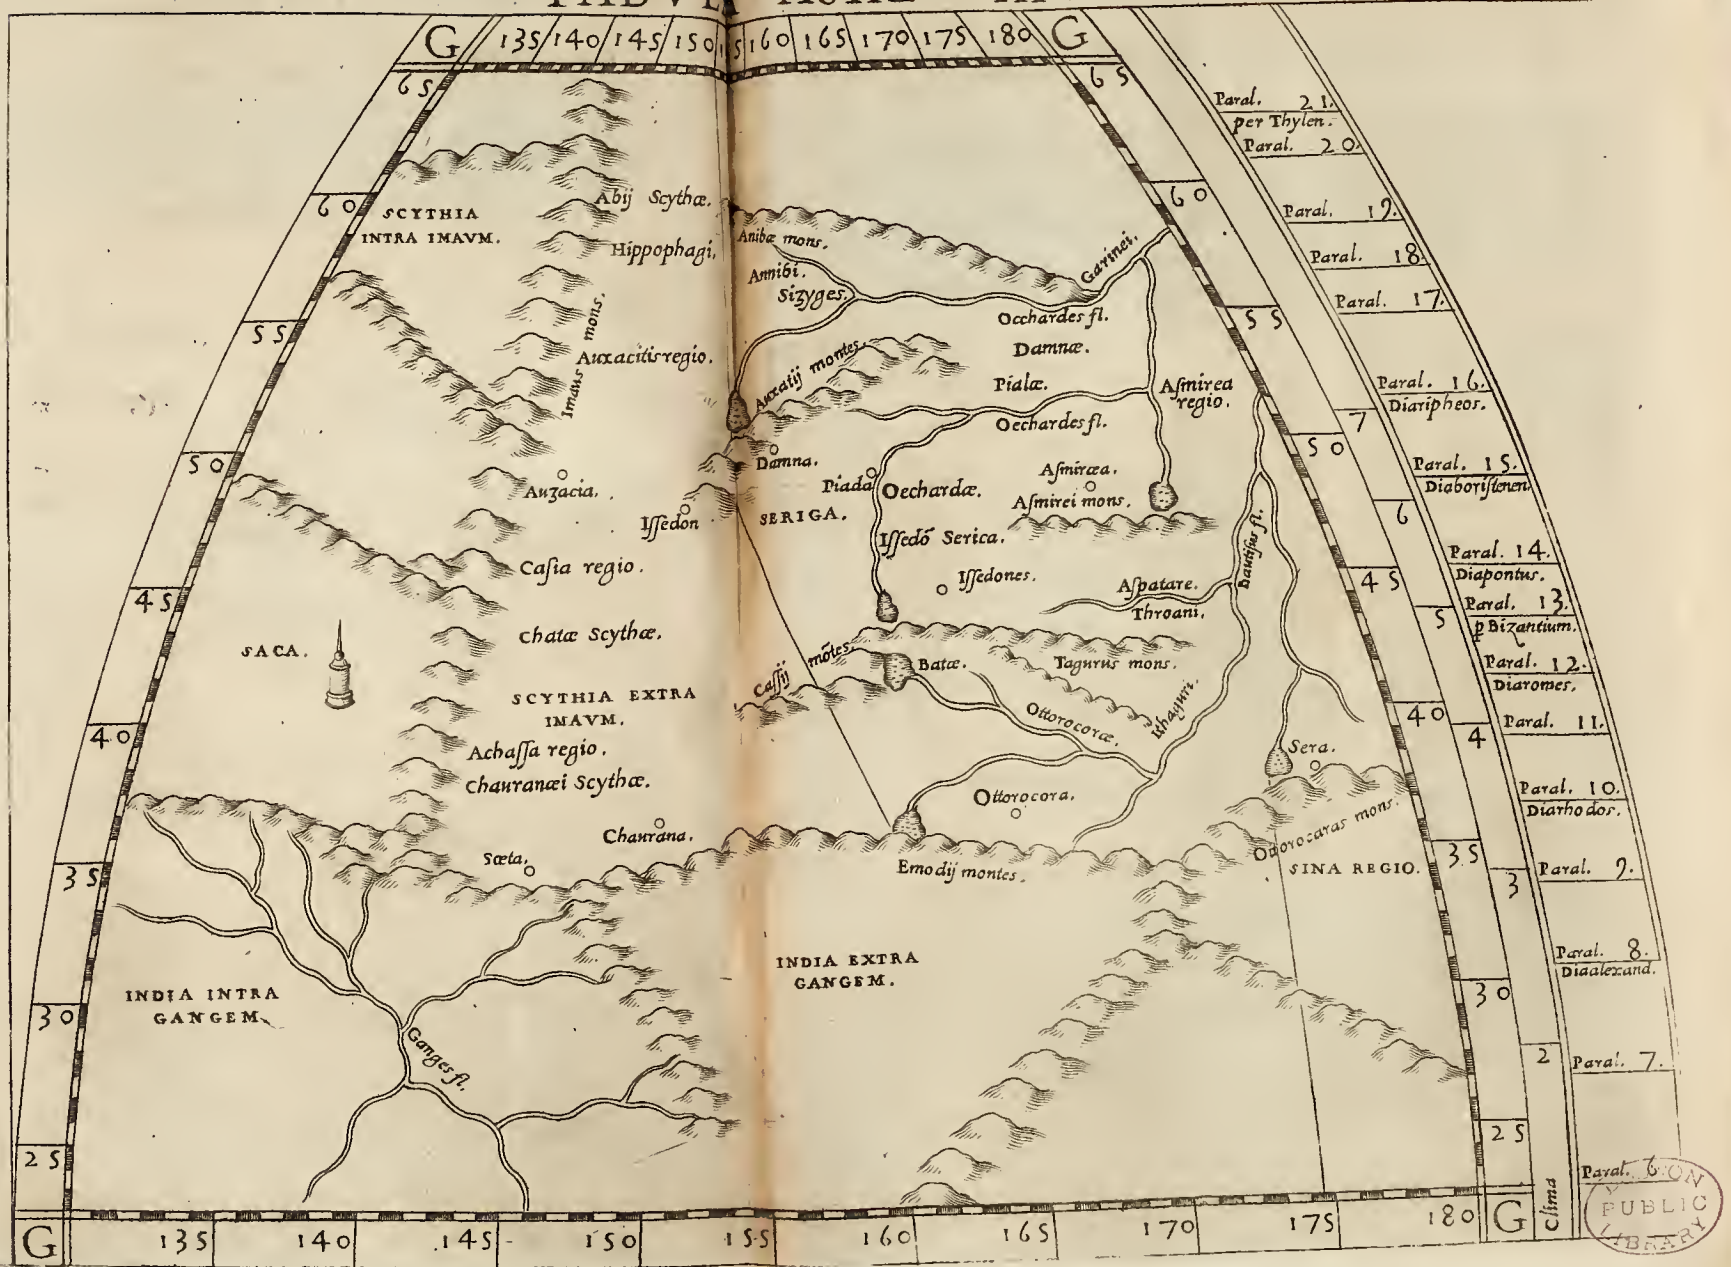 G 135 140 145 150 160 165 170 175 180 G
65
65
Paral. 21.
per Thylen.
Paral. 20.
Abij Scythæ.
60
60
SCYTHIA
INTRA IMAVM.
Paral. 19.
Hippophagi.
Anibæ mons.
Garinei.
Paral. 18.
Annibi.
Sizyges.
Paral. 17.
Imaus mons.
Oechardes fl.
55
55
Auxacitis regio.
Auxatij montes.
Damnæ.
Pialæ.
Asmirea
regio.
Paral. 16.
Diaripheos.
7
Oechardes fl.
50
50
Damna.
Asmiræa.
Paral. 15.
Diaboristenen.
Auzacia.
Piada
Oechardæ.
Asmirei mons.
Issedon
SERIGA.
6
Issedō Serica.
Bautisus fl.
Paral. 14.
Diapontus.
Casia regio.
Issedones.
Aspatare.
45
45
Throani.
5
Paral. 13.
p Bizantium.
SACA.
Chatæ Scythæ.
Cassij mōtes.
Batæ.
Tagurus mons.
Paral. 12.
Diaromes.
SCYTHIA EXTRA
IMAVM.
Ottorocoræ.
Rhayuri.
40
40
4
Paral. 11.
Achassa regio.
Sera.
Chauranæi Scythæ.
Ottorocora.
Paral. 10.
Diarhodos.
Chaurana.
Ottorocaras mons.
Sœta.
35
35
Emodij montes.
SINA REGIO.
3
Paral. 9.
INDIA EXTRA
GANGEM.
Paral. 8.
Diaalexand.
INDIA INTRA
GANGEM.
30
30
Ganges fl.
2
Paral. 7.
25
25
Paral. 6
Clima
G 135 140 145 150 155 160 165 170 175 180 G
PUBLIC
LIBRARY